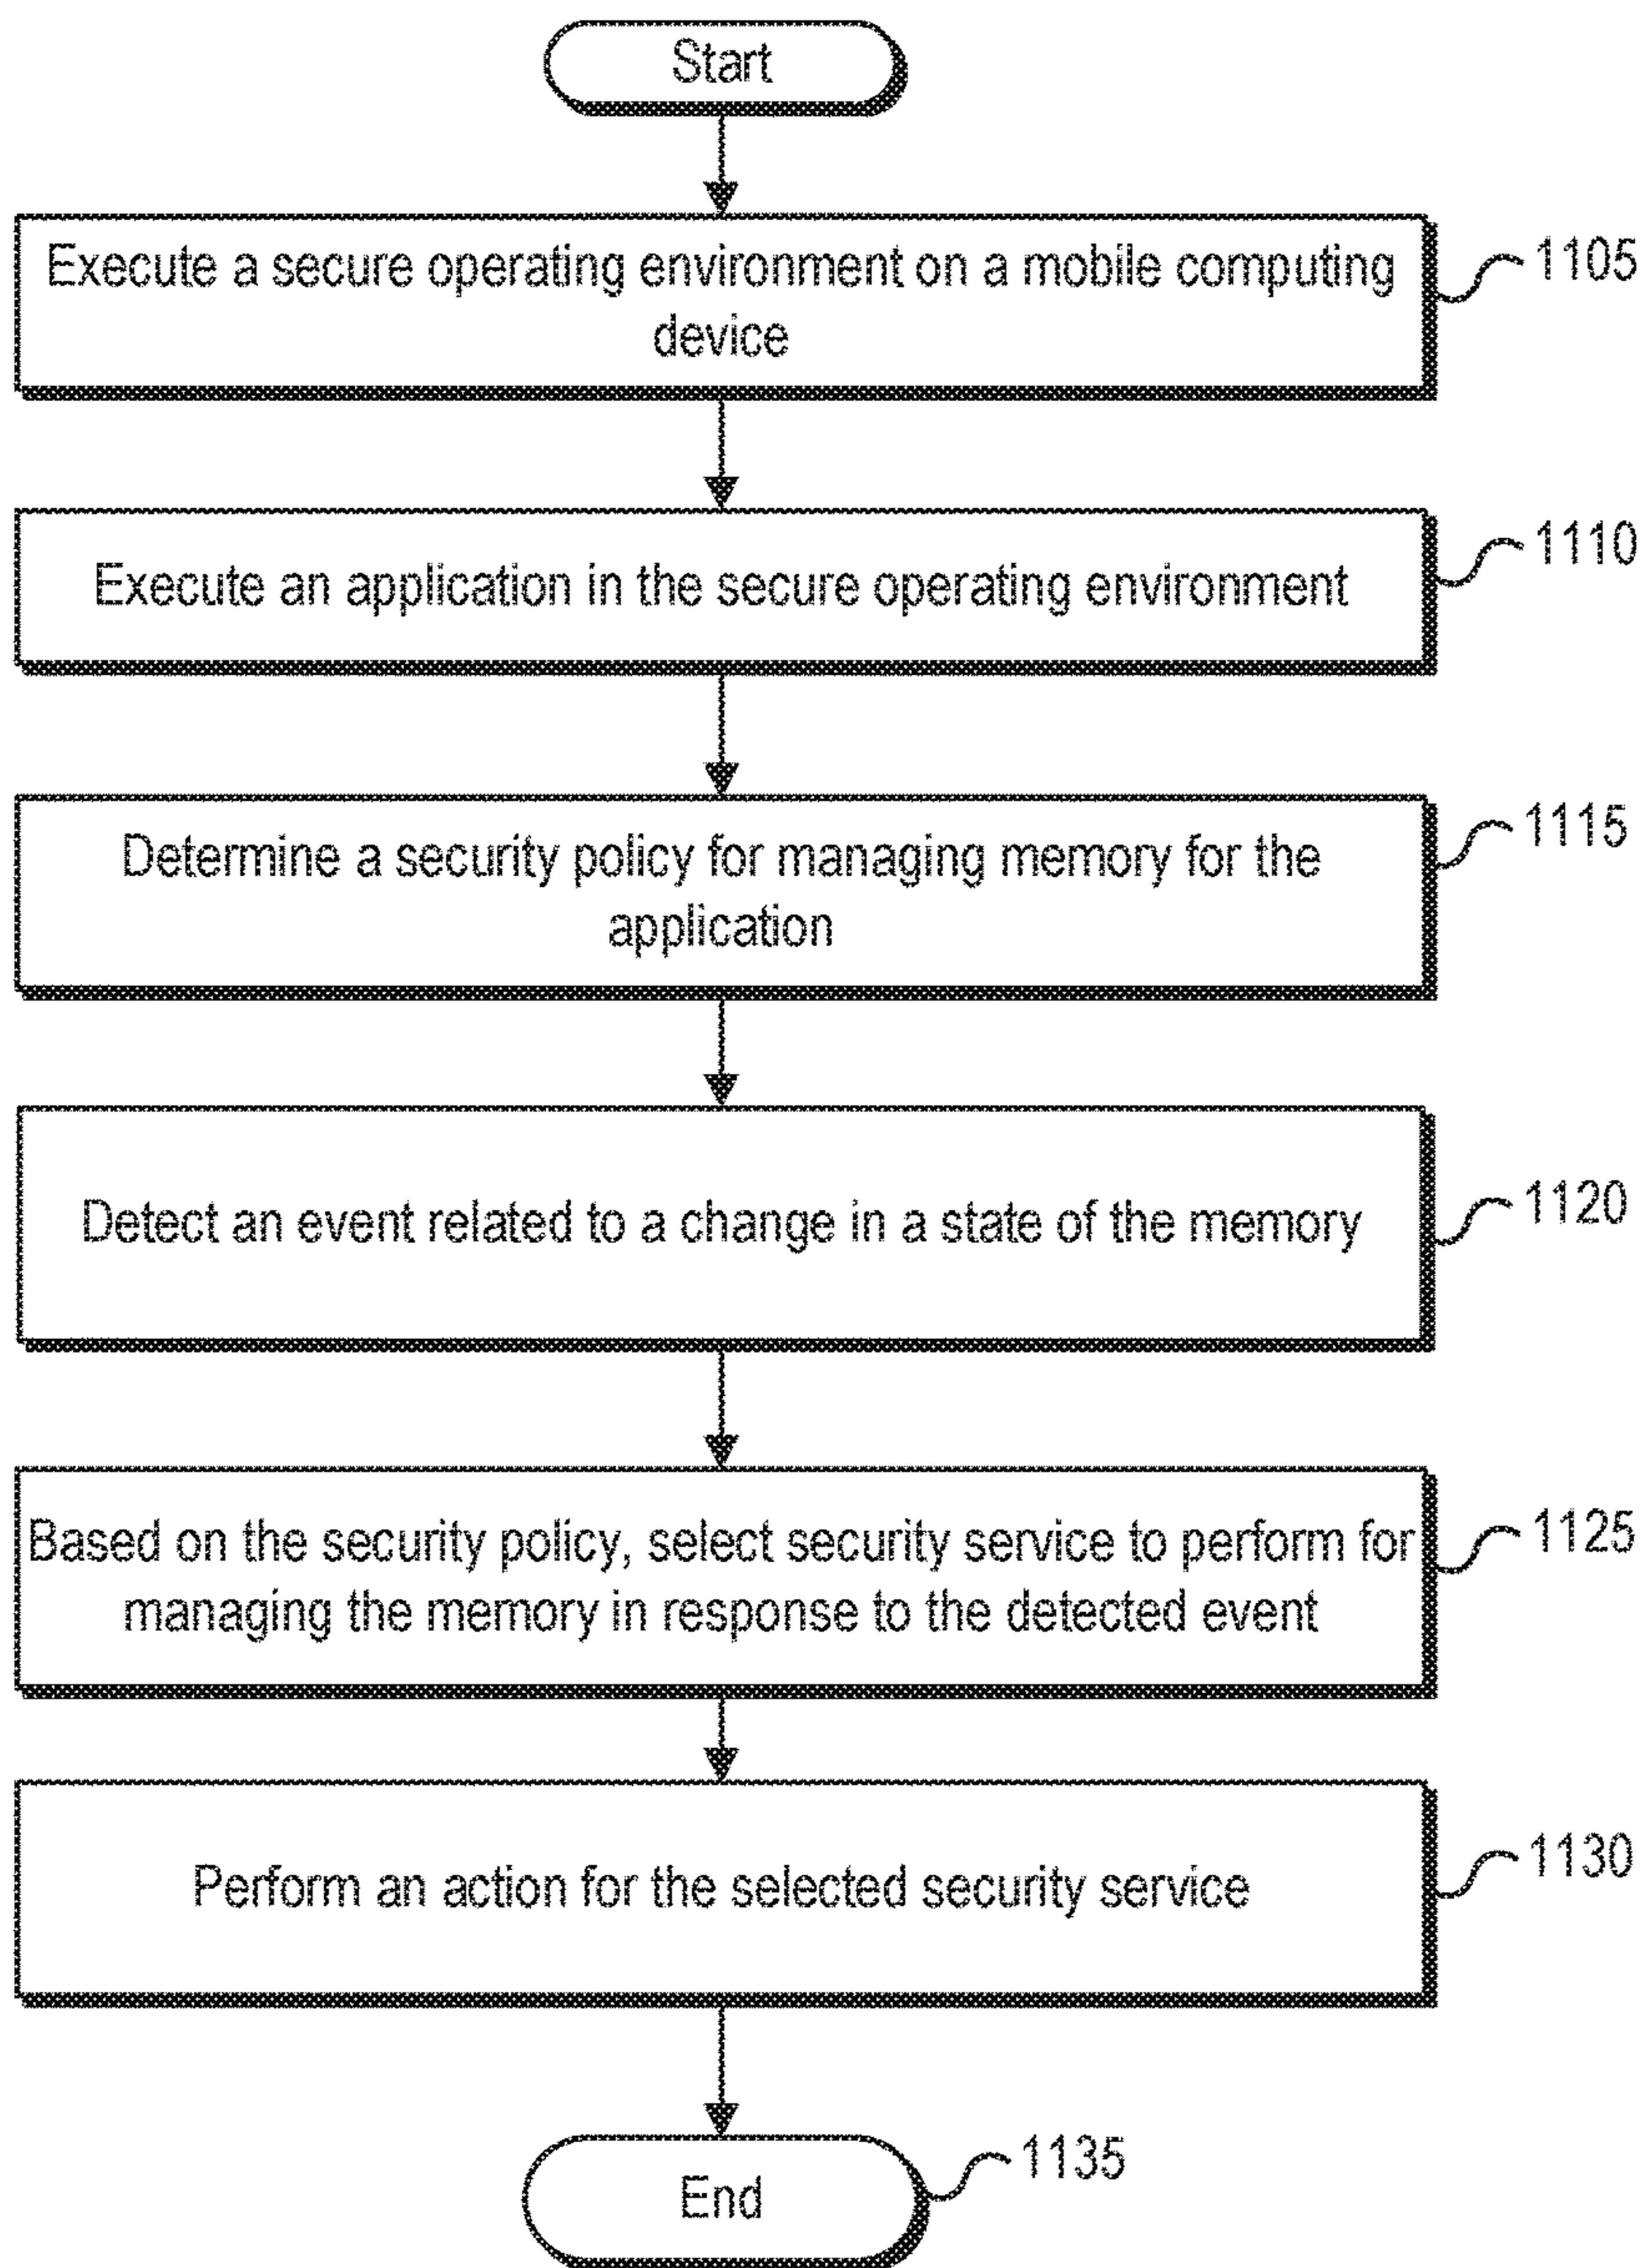 Start
Execute a secure operating environment on a mobile computing
device
1105
Execute an application in the secure operating environment
1110
Determine a security policy for managing memory for the
application
1115
Detect an event related to a change in a state of the memory
1120
Based on the security policy, select security service to perform for
managing the memory in response to the detected event
1125
Perform an action for the selected security service
1130
End
1135